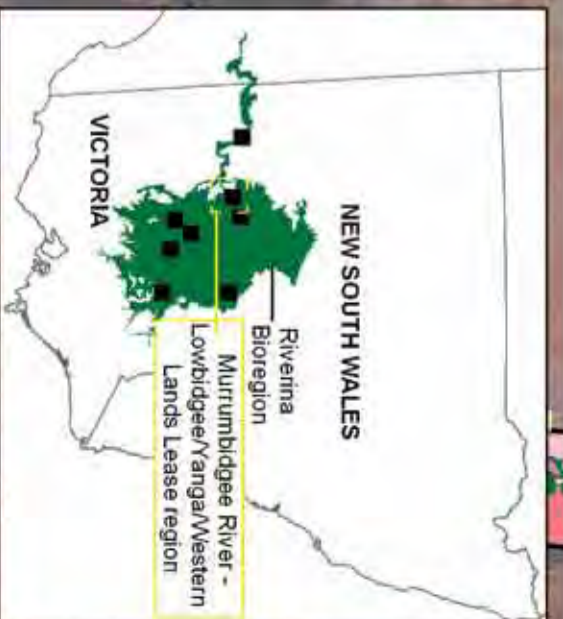 NEW SOUTH WALES
Riverina
Bioregion
Murrumbidgee River -
Lowbidgee/Yanga/Western
Lands Lease region
VICTORIA